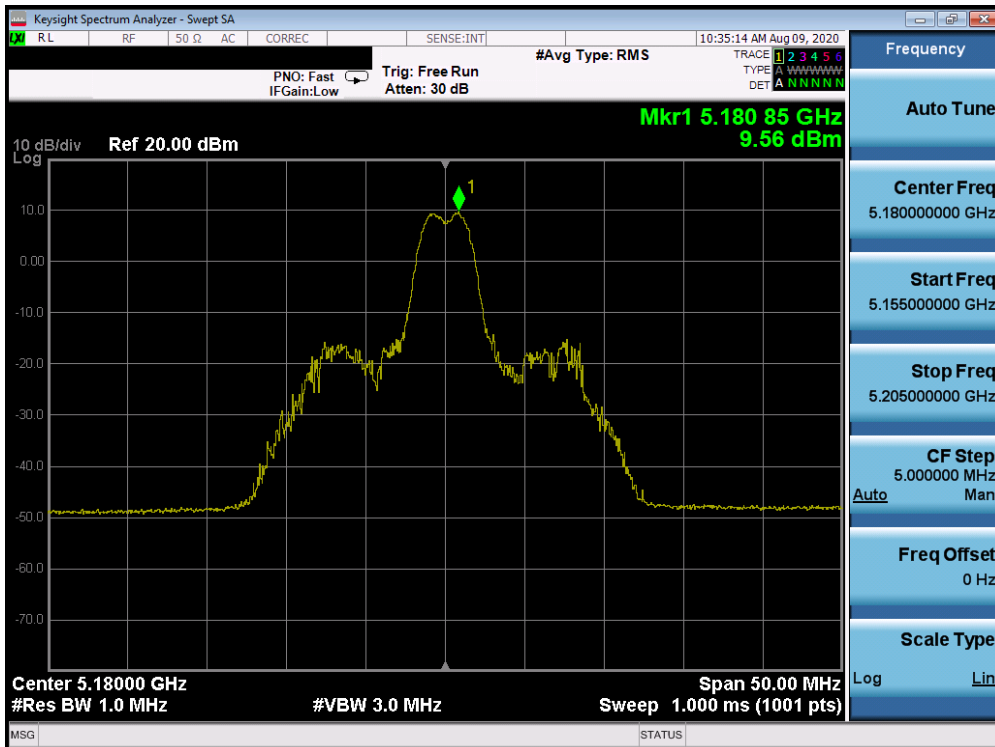 Keysight Spectrum Analyzer - Swept SA
LXI RL RF 50 Ω AC CORREC SENSE:INT 10:35:14 AM Aug 09, 2020
#Avg Type: RMS
TRACE 1 2 3 4 5 6
TYPE A WWWWW
DET A N N N N N
PNO: Fast
IFGain:Low
Trig: Free Run
Atten: 30 dB
Mkr1 5.180 85 GHz
9.56 dBm
10 dB/div
Log
Ref 20.00 dBm
1
10.0
0.00
-10.0
-20.0
-30.0
-40.0
-50.0
-60.0
-70.0
Center 5.18000 GHz
Span 50.00 MHz
#Res BW 1.0 MHz
#VBW 3.0 MHz
Sweep 1.000 ms (1001 pts)
MSG
STATUS
Frequency
Auto Tune
Center Freq
5.180000000 GHz
Start Freq
5.155000000 GHz
Stop Freq
5.205000000 GHz
CF Step
5.000000 MHz
Auto Man
Freq Offset
0 Hz
Scale Type
Log Lin